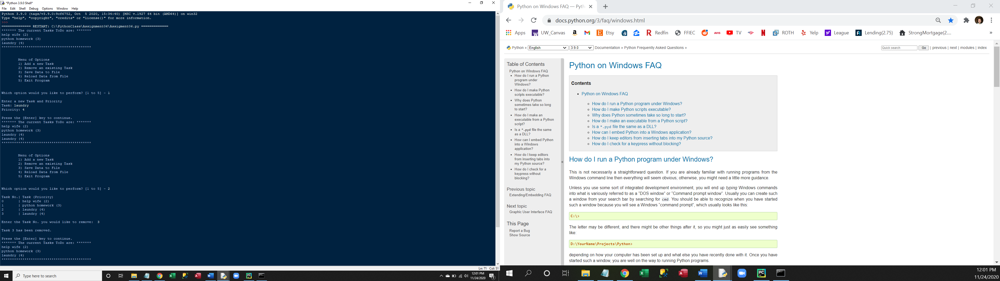 *Python 3.9.0 Shell*
File Edit Shell Debug Options Window Help
Python 3.9.0 (tags/v3.9.0:9cf6752, Oct  5 2020, 15:34:40) [MSC v.1927 64 bit (AMD64)] on win32
Type "help", "copyright", "credits" or "license()" for more information.
>>>
============== RESTART: C:\PythonClass\Assignment06\Assigment06.py =============
******* The current Tasks ToDo are: *******
help wife (2)
python homework (3)
laundry (4)
*******************************************
Menu of Options
1) Add a new Task
2) Remove an existing Task
3) Save Data to File
4) Reload Data from File
5) Exit Program
Which option would you like to perform? [1 to 5] - 1
Enter a new Task and Priority
Task: laundry
Priority: 4
Press the [Enter] key to continue.
******* The current Tasks ToDo are: *******
help wife (2)
python homework (3)
laundry (4)
laundry (4)
*******************************************
Menu of Options
1) Add a new Task
2) Remove an existing Task
3) Save Data to File
4) Reload Data from File
5) Exit Program
Which option would you like to perform? [1 to 5] - 2
Task No.| Task (Priority)
0       | help wife (2)
1       | python homework (3)
2       | laundry (4)
3       | laundry (4)
Enter the Task No. you would like to remove:  3
Task 3 has been removed.
Press the [Enter] key to continue.
******* The current Tasks ToDo are: *******
help wife (2)
python homework (3)
laundry (4)
*******************************************
Ln: 71 Col: 51
Type here to search
12:01 PM
11/24/2020
Python on Windows FAQ — Pyth
docs.python.org/3/faq/windows.html
Apps UW_Canvas Etsy Redfin FFIEC AVIS TV ROTH Yelp League Lending(2.75) StrongMortgage(2.... »
Python » English 3.9.0 Documentation » Python Frequently Asked Questions » Quick search Go | previous | next | modules | index
Table of Contents
Python on Windows FAQ
How do I run a Python
program under
Windows?
How do I make Python
scripts executable?
Why does Python
sometimes take so long
to start?
How do I make an
executable from a Python
script?
Is a *.pyd file the same
as a DLL?
How can I embed Python
into a Windows
application?
How do I keep editors
from inserting tabs into
my Python source?
How do I check for a
keypress without
blocking?
Previous topic
Extending/Embedding FAQ
Next topic
Graphic User Interface FAQ
This Page
Report a Bug
Show Source
«
Python on Windows FAQ
Contents
Python on Windows FAQ
How do I run a Python program under Windows?
How do I make Python scripts executable?
Why does Python sometimes take so long to start?
How do I make an executable from a Python script?
Is a *.pyd file the same as a DLL?
How can I embed Python into a Windows application?
How do I keep editors from inserting tabs into my Python source?
How do I check for a keypress without blocking?
How do I run a Python program under Windows?
This is not necessarily a straightforward question. If you are already familiar with running programs from the
Windows command line then everything will seem obvious; otherwise, you might need a little more guidance.
Unless you use some sort of integrated development environment, you will end up typing Windows commands
into what is variously referred to as a “DOS window” or “Command prompt window”. Usually you can create such
a window from your search bar by searching for cmd. You should be able to recognize when you have started
such a window because you will see a Windows “command prompt”, which usually looks like this:
C:\>
The letter may be different, and there might be other things after it, so you might just as easily see something
like:
D:\YourName\Projects\Python>
depending on how your computer has been set up and what else you have recently done with it. Once you have
started such a window, you are well on the way to running Python programs.
12:01 PM
11/24/2020